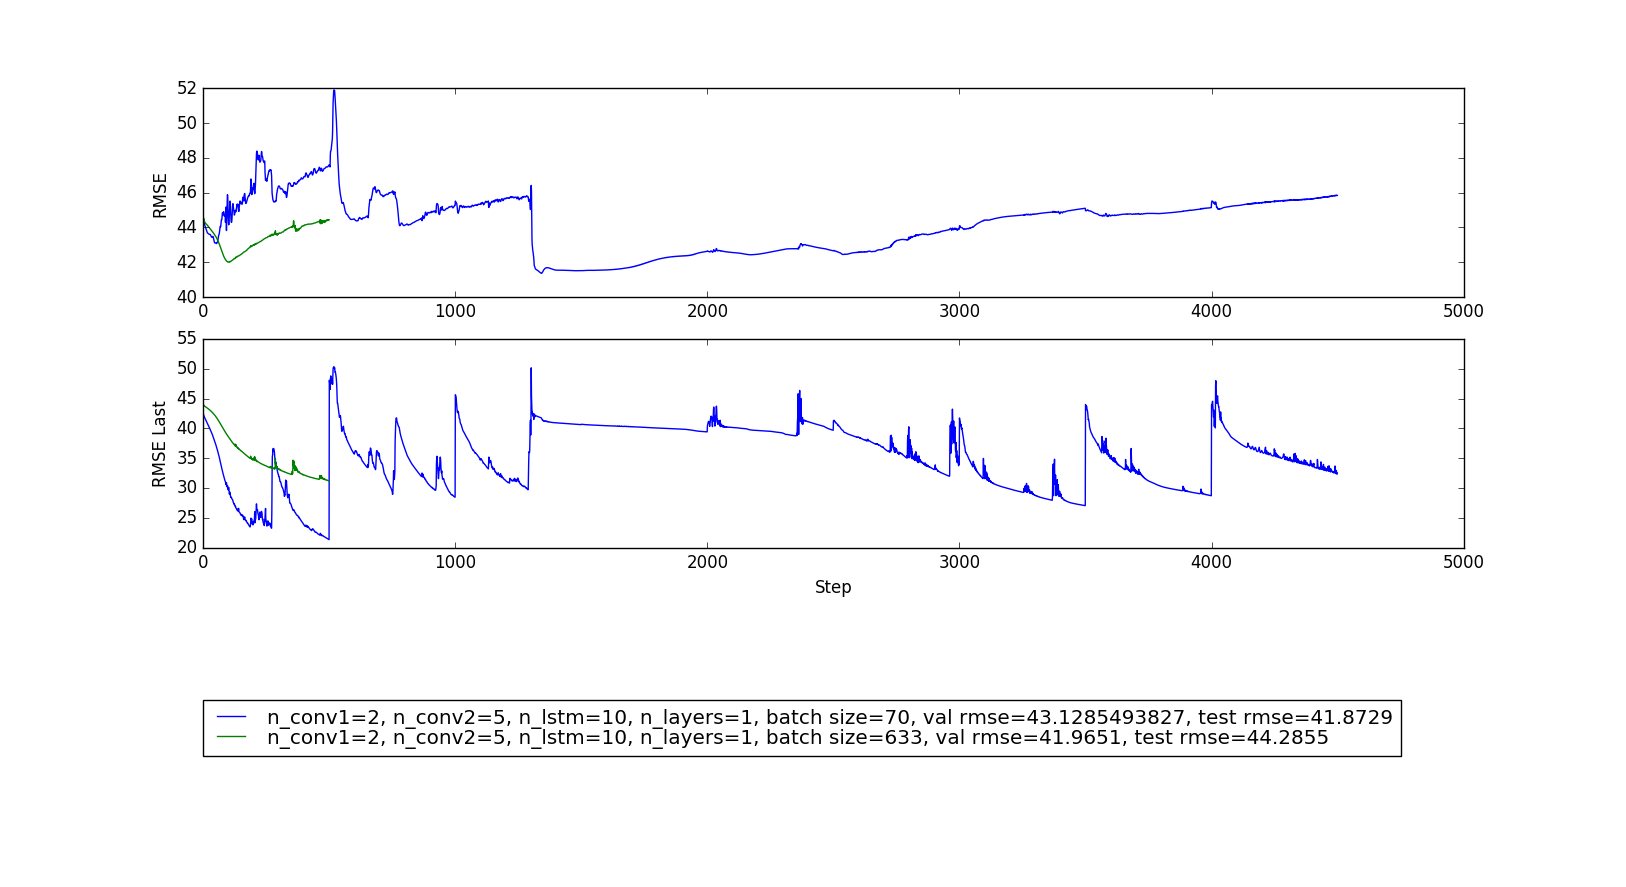 52
50
48
46
44
42
40
RMSE
0 1000 2000 3000 4000 5000
55
50
45
40
35
30
25
20
RMSE Last
0 1000 2000 3000 4000 5000
Step
n_conv1=2, n_conv2=5, n_lstm=10, n_layers=1, batch size=70, val rmse=43.1285493827, test rmse=41.8729
n_conv1=2, n_conv2=5, n_lstm=10, n_layers=1, batch size=633, val rmse=41.9651, test rmse=44.2855